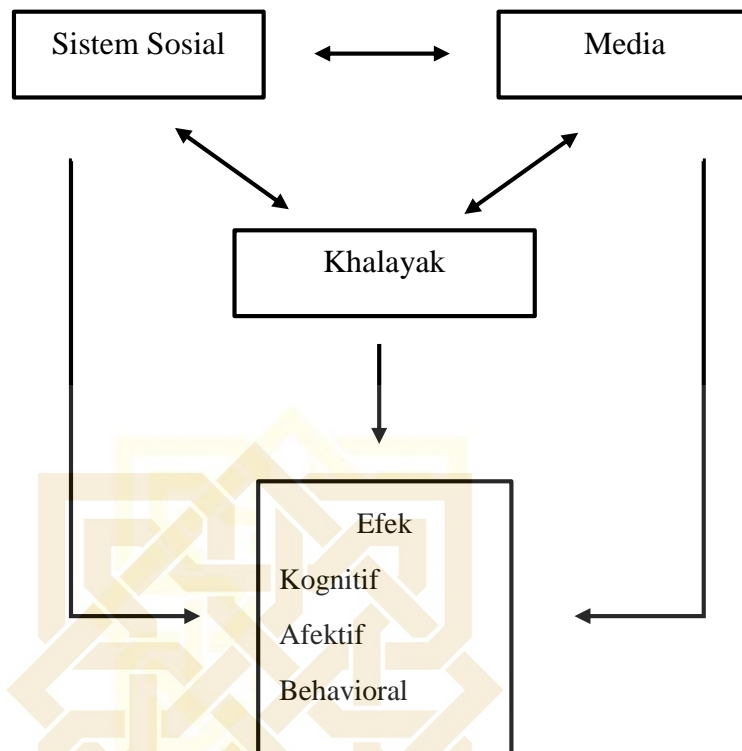 Sistem Sosial
Media
Khalayak
Efek
Kognitif
Afektif
Behavioral